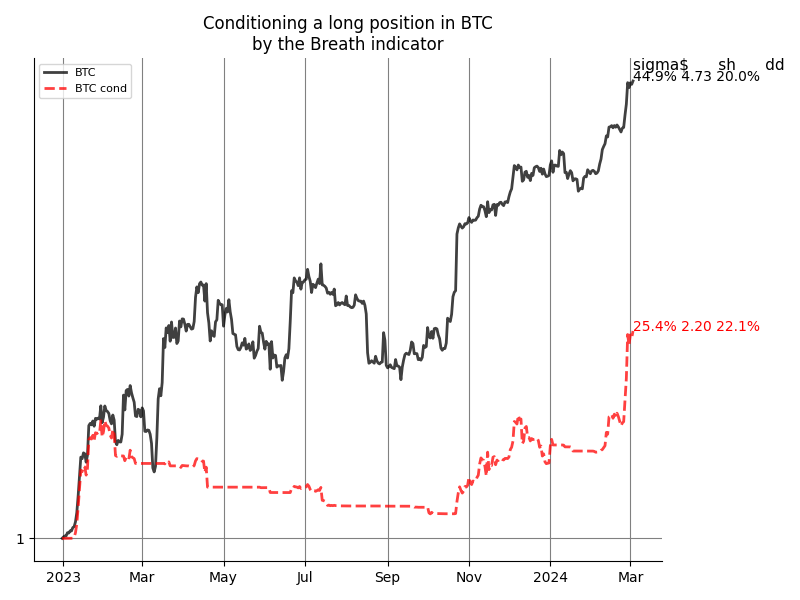 Conditioning a long position in BTC
by the Breath indicator
BTC
BTC cond
sigma$ sh dd
44.9% 4.73 20.0%
25.4% 2.20 22.1%
1
2023 Mar May Jul Sep Nov 2024 Mar